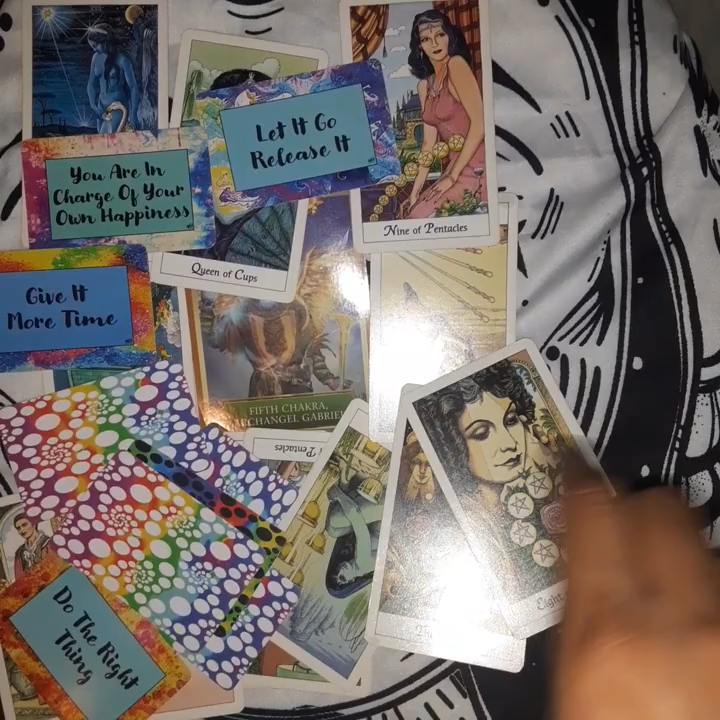 Let It Go
Release It
You Are In
Charge Of Your
Own Happiness
Nine of Pentacles
Queen of Cups
Give It
More Time
FIFTH CHAKRA,
ARCHANGEL GABRIEL
Pentacles
Eight
Do The Right
Thing